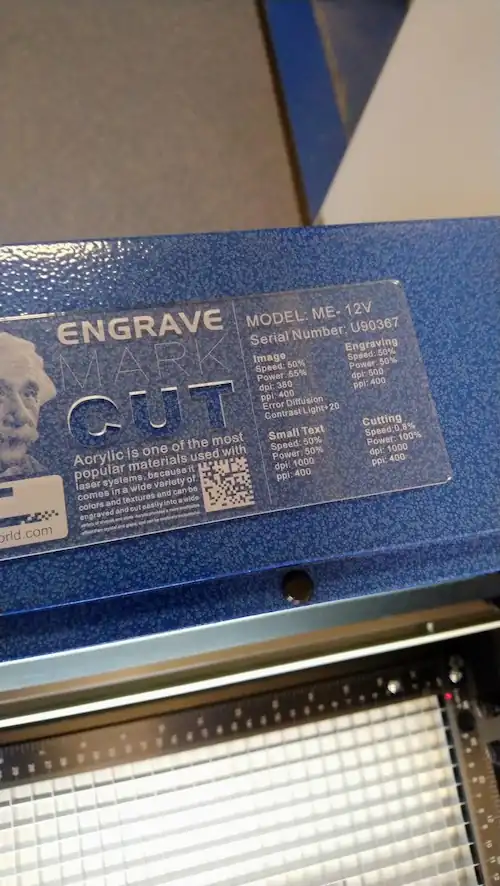 ENGRAVE
MARK
CUT
Acrylic is one of the most
popular materials used with
laser systems, because it
comes in a wide variety of
colors and textures and can be
engraved and cut easily into a wide
orld.com
MODEL: ME- 12V
Serial Number: U90367
Image
Speed: 50%
Power: 55%
dpi: 350
ppi: 400
Error Diffusion
Contrast Light+20
Engraving
Speed: 50%
Power: 50%
dpi: 500
ppi: 400
Small Text
Speed: 50%
Power: 50%
dpi: 1000
ppi: 400
Cutting
Speed: 0,8%
Power: 100%
dpi: 1000
ppi: 400